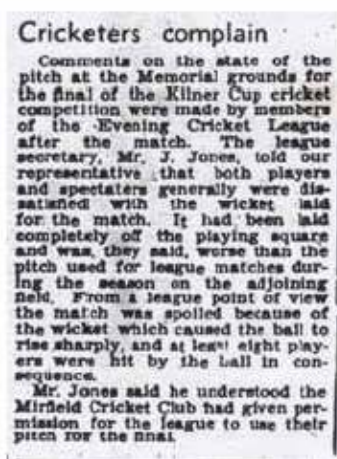 Cricketers complain
Comments on the state of the
pitch at the Memorial grounds for
the final of the Kilner Cup cricket
competition were made by members
of the Evening Cricket League
after the match. The league
secretary, Mr. J. Jones, told our
representative that both players
and spectaters generally were dis-
satisfied with the wicket laid
for the match. It had been laid
completely off the playing square
and was, they said, worse than the
pitch used for league matches dur-
ing the season on the adjoining
field. From a league point of view
the match was spoiled because of
the wicket which caused the ball to
rise sharply, and at least eight play-
ers were hit by the ball in con-
sequence.
Mr. Jones said he understood the
Mirfield Cricket Club had given per-
mission for the league to use their
pitch for the final.